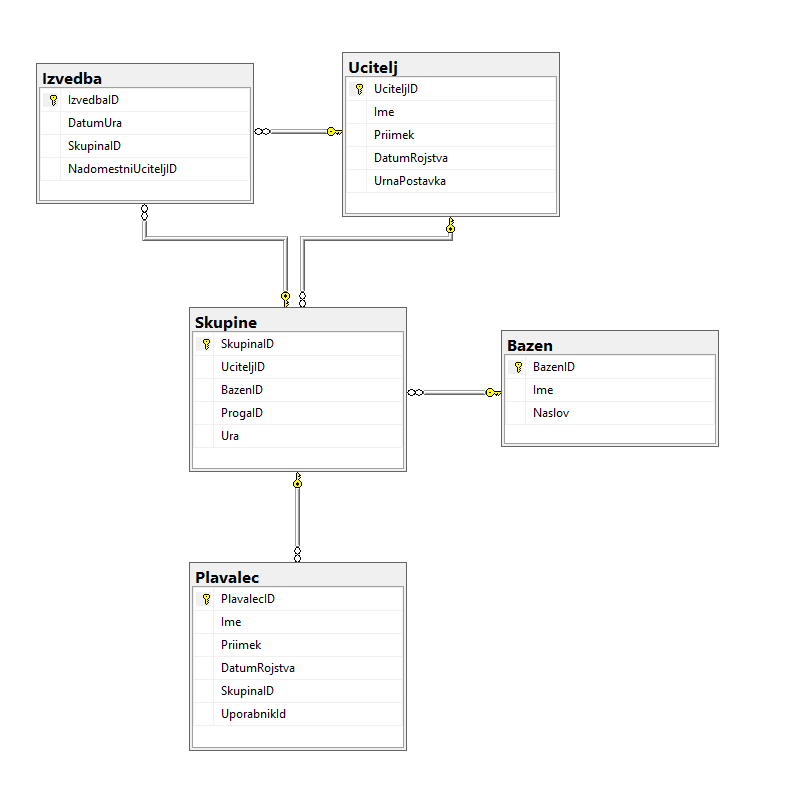 Izvedba
IzvedbaID
DatumUra
SkupinaID
NadomestniUciteljID
Ucitelj
UciteljID
Ime
Priimek
DatumRojstva
UrnaPostavka
Skupine
SkupinaID
UciteljID
BazenID
ProgaID
Ura
Bazen
BazenID
Ime
Naslov
Plavalec
PlavalecID
Ime
Priimek
DatumRojstva
SkupinaID
UporabnikId